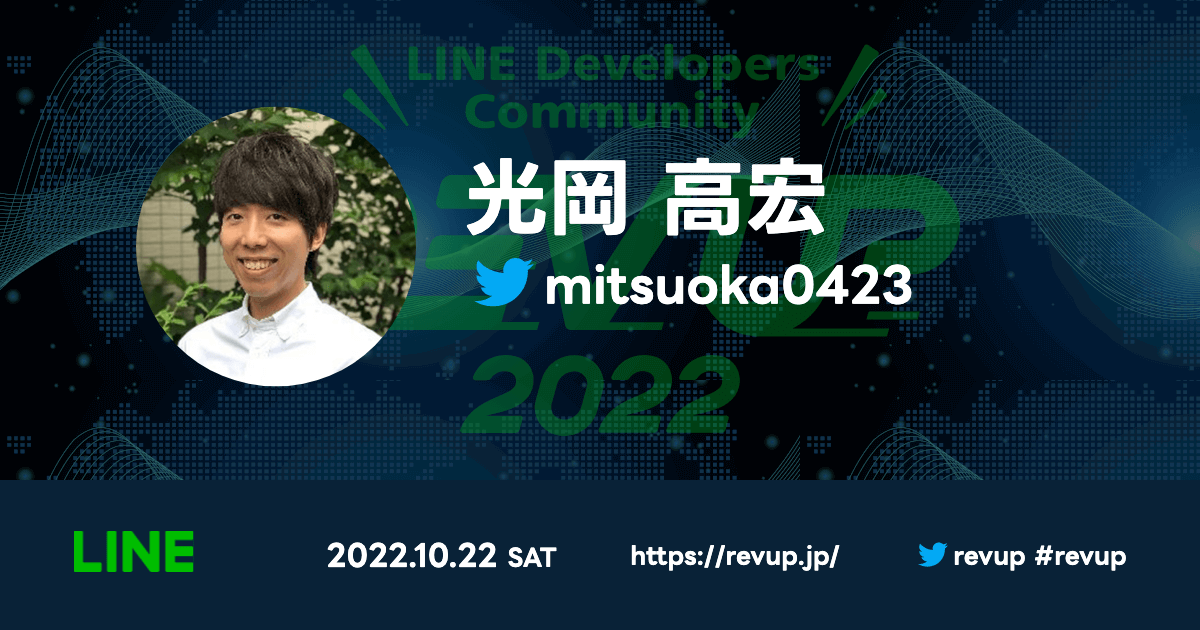 LINE Developers
Community
光岡 高宏
EVUP
mitsuoka0423
2022
LINE
2022.10.22 SAT
https://revup.jp/
revup #revup